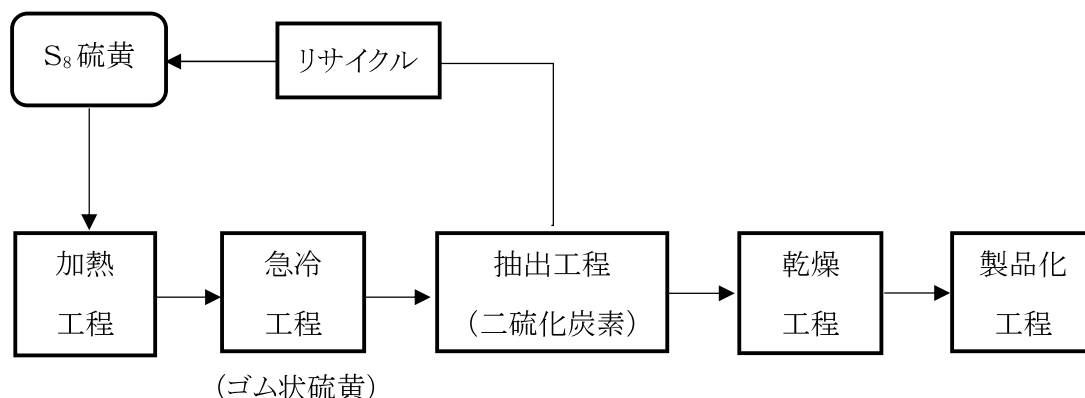 S₈硫黄
リサイクル
加熱
工程
急冷
工程
(ゴム状硫黄)
抽出工程
(二硫化炭素)
乾燥
工程
製品化
工程